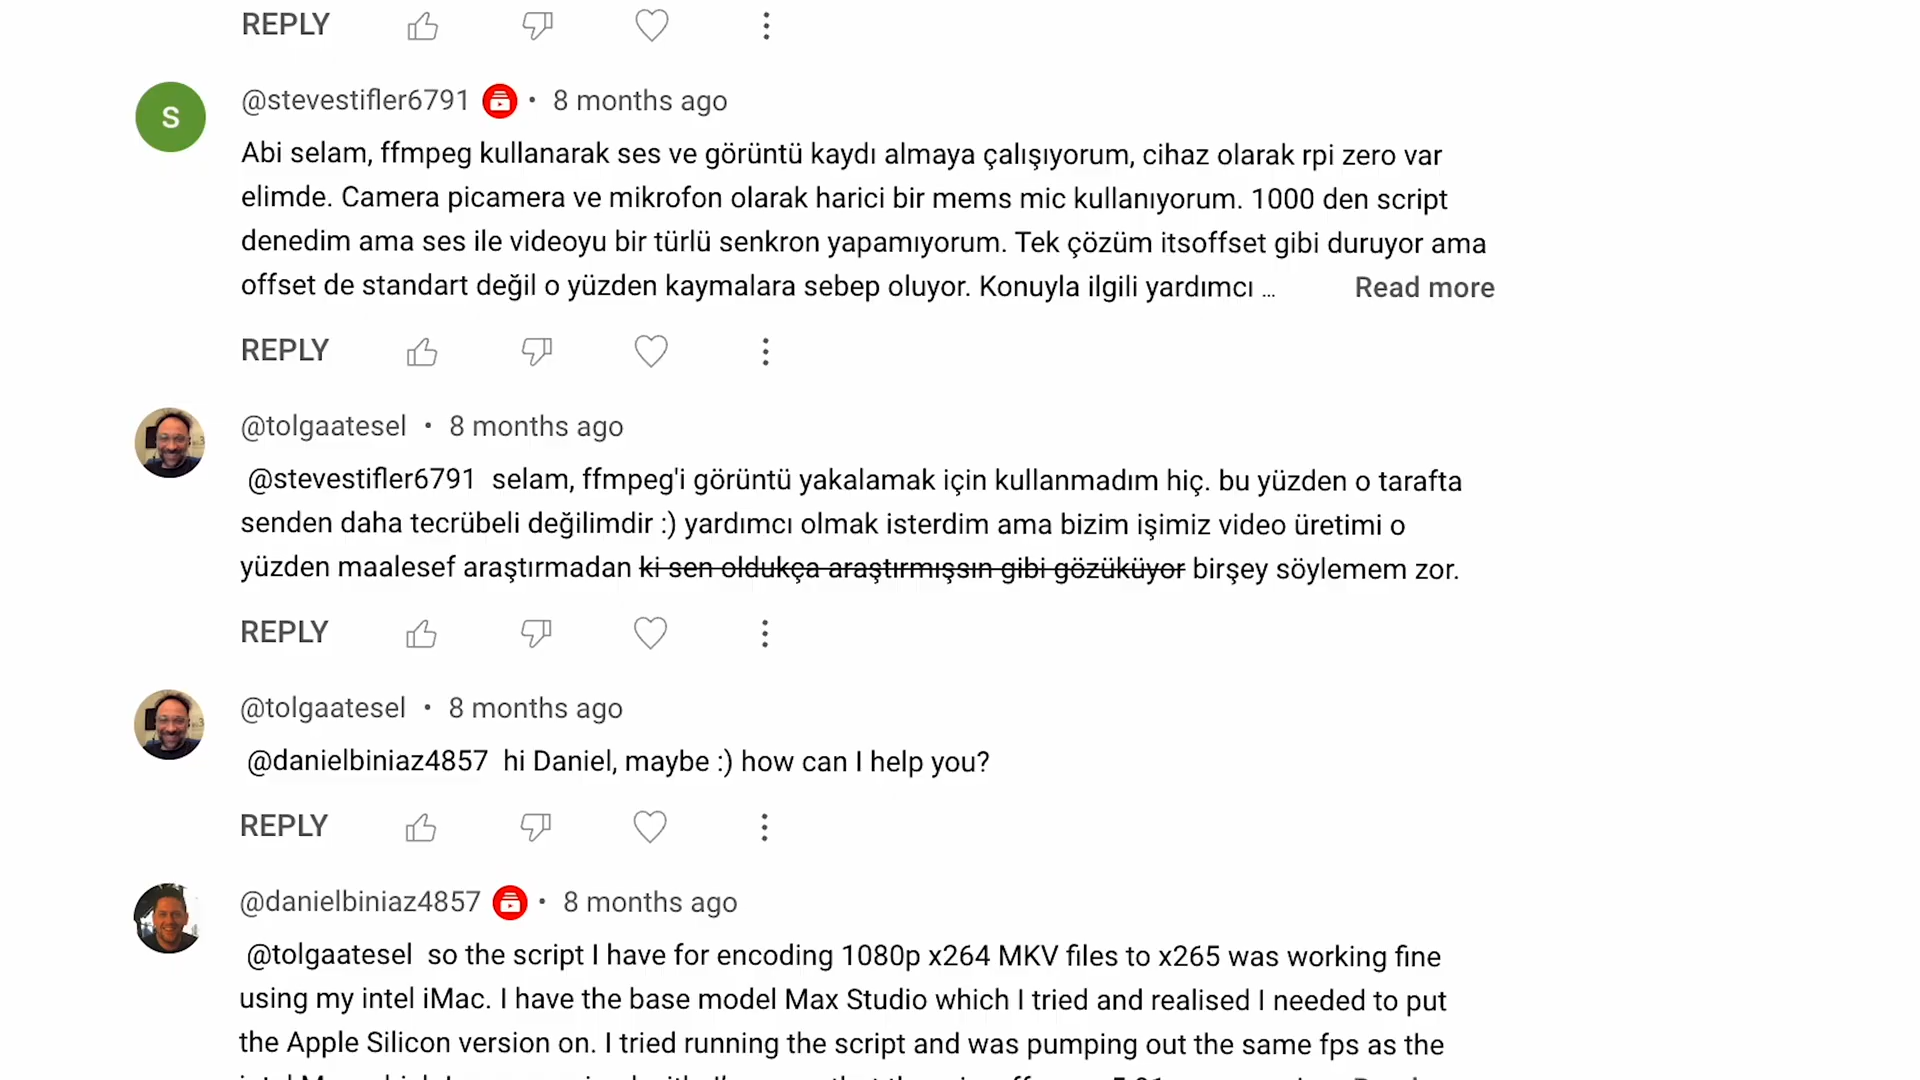 REPLY
S
@stevestifler6791 • 8 months ago
Abi selam, ffmpeg kullanarak ses ve görüntü kaydı almaya çalışıyorum, cihaz olarak rpi zero var
elimde. Camera picamera ve mikrofon olarak harici bir mems mic kullanıyorum. 1000 den script
denedim ama ses ile videoyu bir türlü senkron yapamıyorum. Tek çözüm itsoffset gibi duruyor ama
offset de standart değil o yüzden kaymalara sebep oluyor. Konuyla ilgili yardımcı ... Read more
REPLY
@tolgaatesel • 8 months ago
@stevestifler6791 selam, ffmpeg'i görüntü yakalamak için kullanmadım hiç. bu yüzden o tarafta
senden daha tecrübeli değilimdir :) yardımcı olmak isterdim ama bizim işimiz video üretimi o
yüzden maalesef araştırmadan ki sen oldukça araştırmışsın gibi gözüküyor birşey söylemem zor.
REPLY
@tolgaatesel • 8 months ago
@danielbiniaz4857 hi Daniel, maybe :) how can I help you?
REPLY
@danielbiniaz4857 • 8 months ago
@tolgaatesel so the script I have for encoding 1080p x264 MKV files to x265 was working fine
using my intel iMac. I have the base model Max Studio which I tried and realised I needed to put
the Apple Silicon version on. I tried running the script and was pumping out the same fps as the